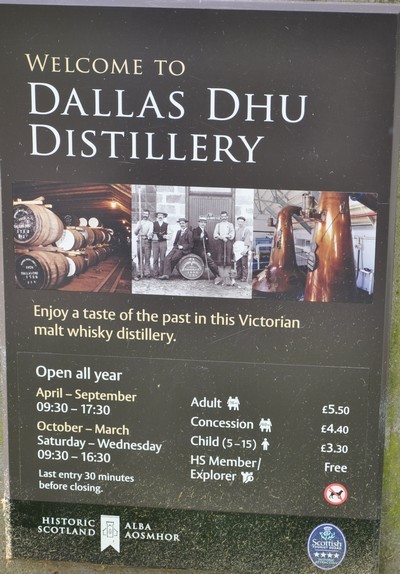 WELCOME TO
DALLAS DHU
DISTILLERY
Enjoy a taste of the past in this Victorian
malt whisky distillery.
Open all year
April – September
09:30 – 17:30
October – March
Saturday – Wednesday
09:30 – 16:30
Last entry 30 minutes
before closing.
Adult £5.50
Concession £4.40
Child (5–15) £3.30
HS Member/ Free
Explorer
HISTORIC ALBA
SCOTLAND AOSMHOR
Scottish